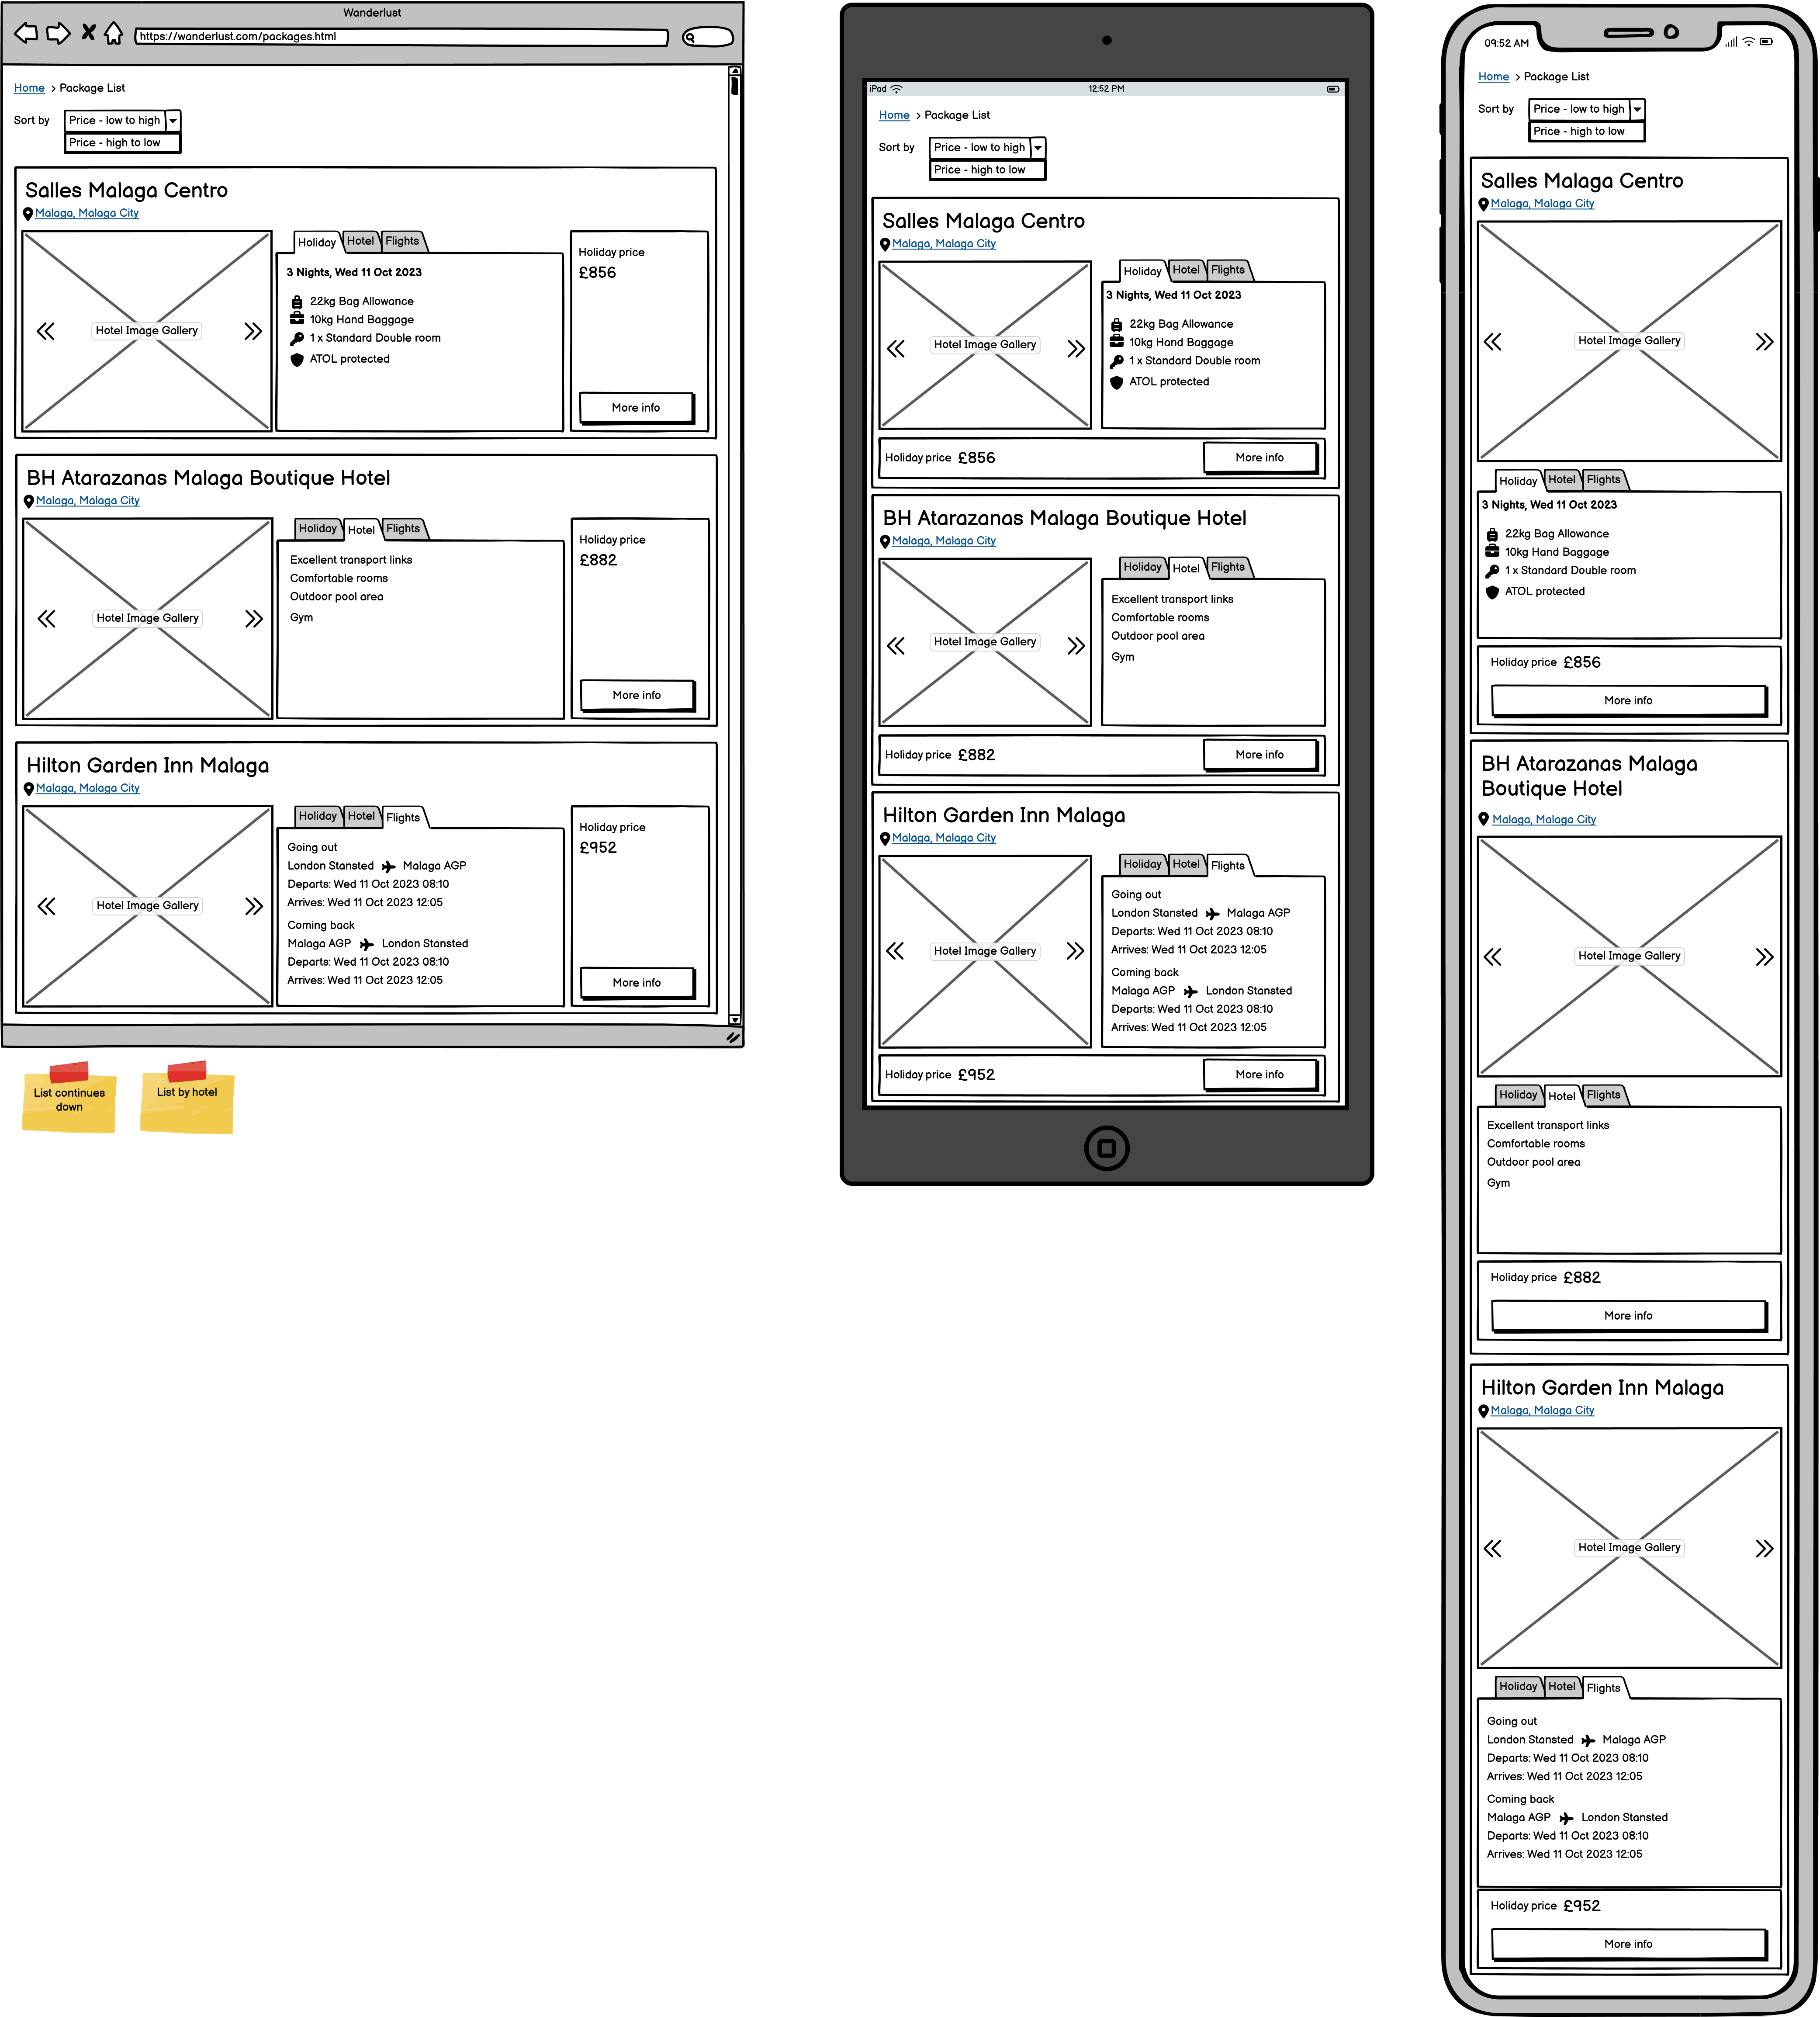 Wanderlust
https://wanderlust.com/packages.html
Home > Package List
Sort by Price - low to high
Price - high to low
Salles Malaga Centro
Malaga, Malaga City
Hotel Image Gallery
Holiday Hotel Flights
3 Nights, Wed 11 Oct 2023
22kg Bag Allowance
10kg Hand Baggage
1 x Standard Double room
ATOL protected
Holiday price
£856
More info
BH Atarazanas Malaga Boutique Hotel
Malaga, Malaga City
Hotel Image Gallery
Holiday Hotel Flights
Excellent transport links
Comfortable rooms
Outdoor pool area
Gym
Holiday price
£882
More info
Hilton Garden Inn Malaga
Malaga, Malaga City
Hotel Image Gallery
Holiday Hotel Flights
Going out
London Stansted Malaga AGP
Departs: Wed 11 Oct 2023 08:10
Arrives: Wed 11 Oct 2023 12:05
Coming back
Malaga AGP London Stansted
Departs: Wed 11 Oct 2023 08:10
Arrives: Wed 11 Oct 2023 12:05
Holiday price
£952
More info
List continues
down
List by hotel
iPad 12:52 PM
Home > Package List
Sort by Price - low to high
Price - high to low
Salles Malaga Centro
Malaga, Malaga City
Hotel Image Gallery
Holiday Hotel Flights
3 Nights, Wed 11 Oct 2023
22kg Bag Allowance
10kg Hand Baggage
1 x Standard Double room
ATOL protected
Holiday price £856 More info
BH Atarazanas Malaga Boutique Hotel
Malaga, Malaga City
Hotel Image Gallery
Holiday Hotel Flights
Excellent transport links
Comfortable rooms
Outdoor pool area
Gym
Holiday price £882 More info
Hilton Garden Inn Malaga
Malaga, Malaga City
Hotel Image Gallery
Holiday Hotel Flights
Going out
London Stansted Malaga AGP
Departs: Wed 11 Oct 2023 08:10
Arrives: Wed 11 Oct 2023 12:05
Coming back
Malaga AGP London Stansted
Departs: Wed 11 Oct 2023 08:10
Arrives: Wed 11 Oct 2023 12:05
Holiday price £952 More info
09:52 AM
Home > Package List
Sort by Price - low to high
Price - high to low
Salles Malaga Centro
Malaga, Malaga City
Hotel Image Gallery
Holiday Hotel Flights
3 Nights, Wed 11 Oct 2023
22kg Bag Allowance
10kg Hand Baggage
1 x Standard Double room
ATOL protected
Holiday price £856
More info
BH Atarazanas Malaga
Boutique Hotel
Malaga, Malaga City
Hotel Image Gallery
Holiday Hotel Flights
Excellent transport links
Comfortable rooms
Outdoor pool area
Gym
Holiday price £882
More info
Hilton Garden Inn Malaga
Malaga, Malaga City
Hotel Image Gallery
Holiday Hotel Flights
Going out
London Stansted Malaga AGP
Departs: Wed 11 Oct 2023 08:10
Arrives: Wed 11 Oct 2023 12:05
Coming back
Malaga AGP London Stansted
Departs: Wed 11 Oct 2023 08:10
Arrives: Wed 11 Oct 2023 12:05
Holiday price £952
More info